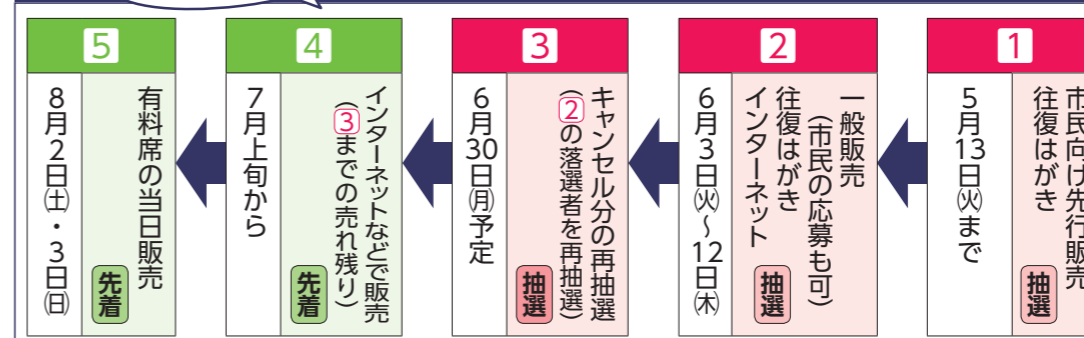 1
市民向け先行販売
往復はがき
抽選
5月13日㈫まで
2
一般販売
（市民の応募も可）
往復はがき
インターネット
抽選
6月3日㈫～12日㈭
3
キャンセル分の再抽選
（2の落選者を再抽選）
抽選
6月30日㈪予定
4
インターネットなどで販売
（3までの売れ残り）
先着
7月上旬から
5
有料席の当日販売
先着
8月2日㈯・3日㈰